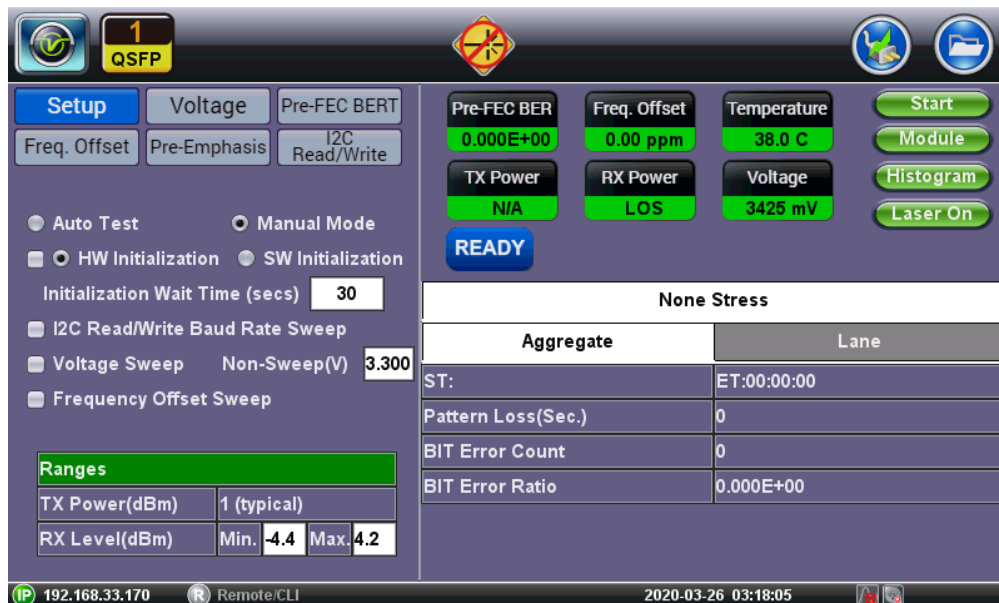 1
QSFP
Setup Voltage Pre-FEC BERT
Freq. Offset Pre-Emphasis I2C Read/Write
Auto Test Manual Mode
HW Initialization SW Initialization
Initialization Wait Time (secs) 30
I2C Read/Write Baud Rate Sweep
Voltage Sweep Non-Sweep(V) 3.300
Frequency Offset Sweep
Ranges
TX Power(dBm) 1 (typical)
RX Level(dBm) Min. -4.4 Max. 4.2
Pre-FEC BER Freq. Offset Temperature
0.000E+00 0.00 ppm 38.0 C
TX Power RX Power Voltage
N/A LOS 3425 mV
READY
Start
Module
Histogram
Laser On
None Stress
Aggregate Lane
ST: ET:00:00:00
Pattern Loss(Sec.) 0
BIT Error Count 0
BIT Error Ratio 0.000E+00
IP 192.168.33.170 R Remote/CLI 2020-03-26 03:18:05